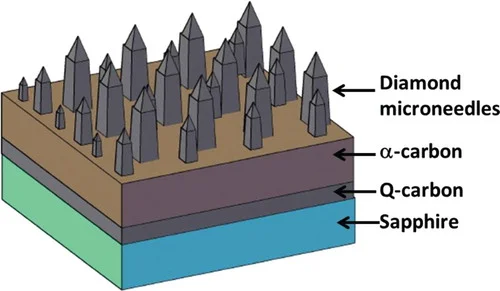 Diamond
microneedles
α-carbon
Q-carbon
Sapphire